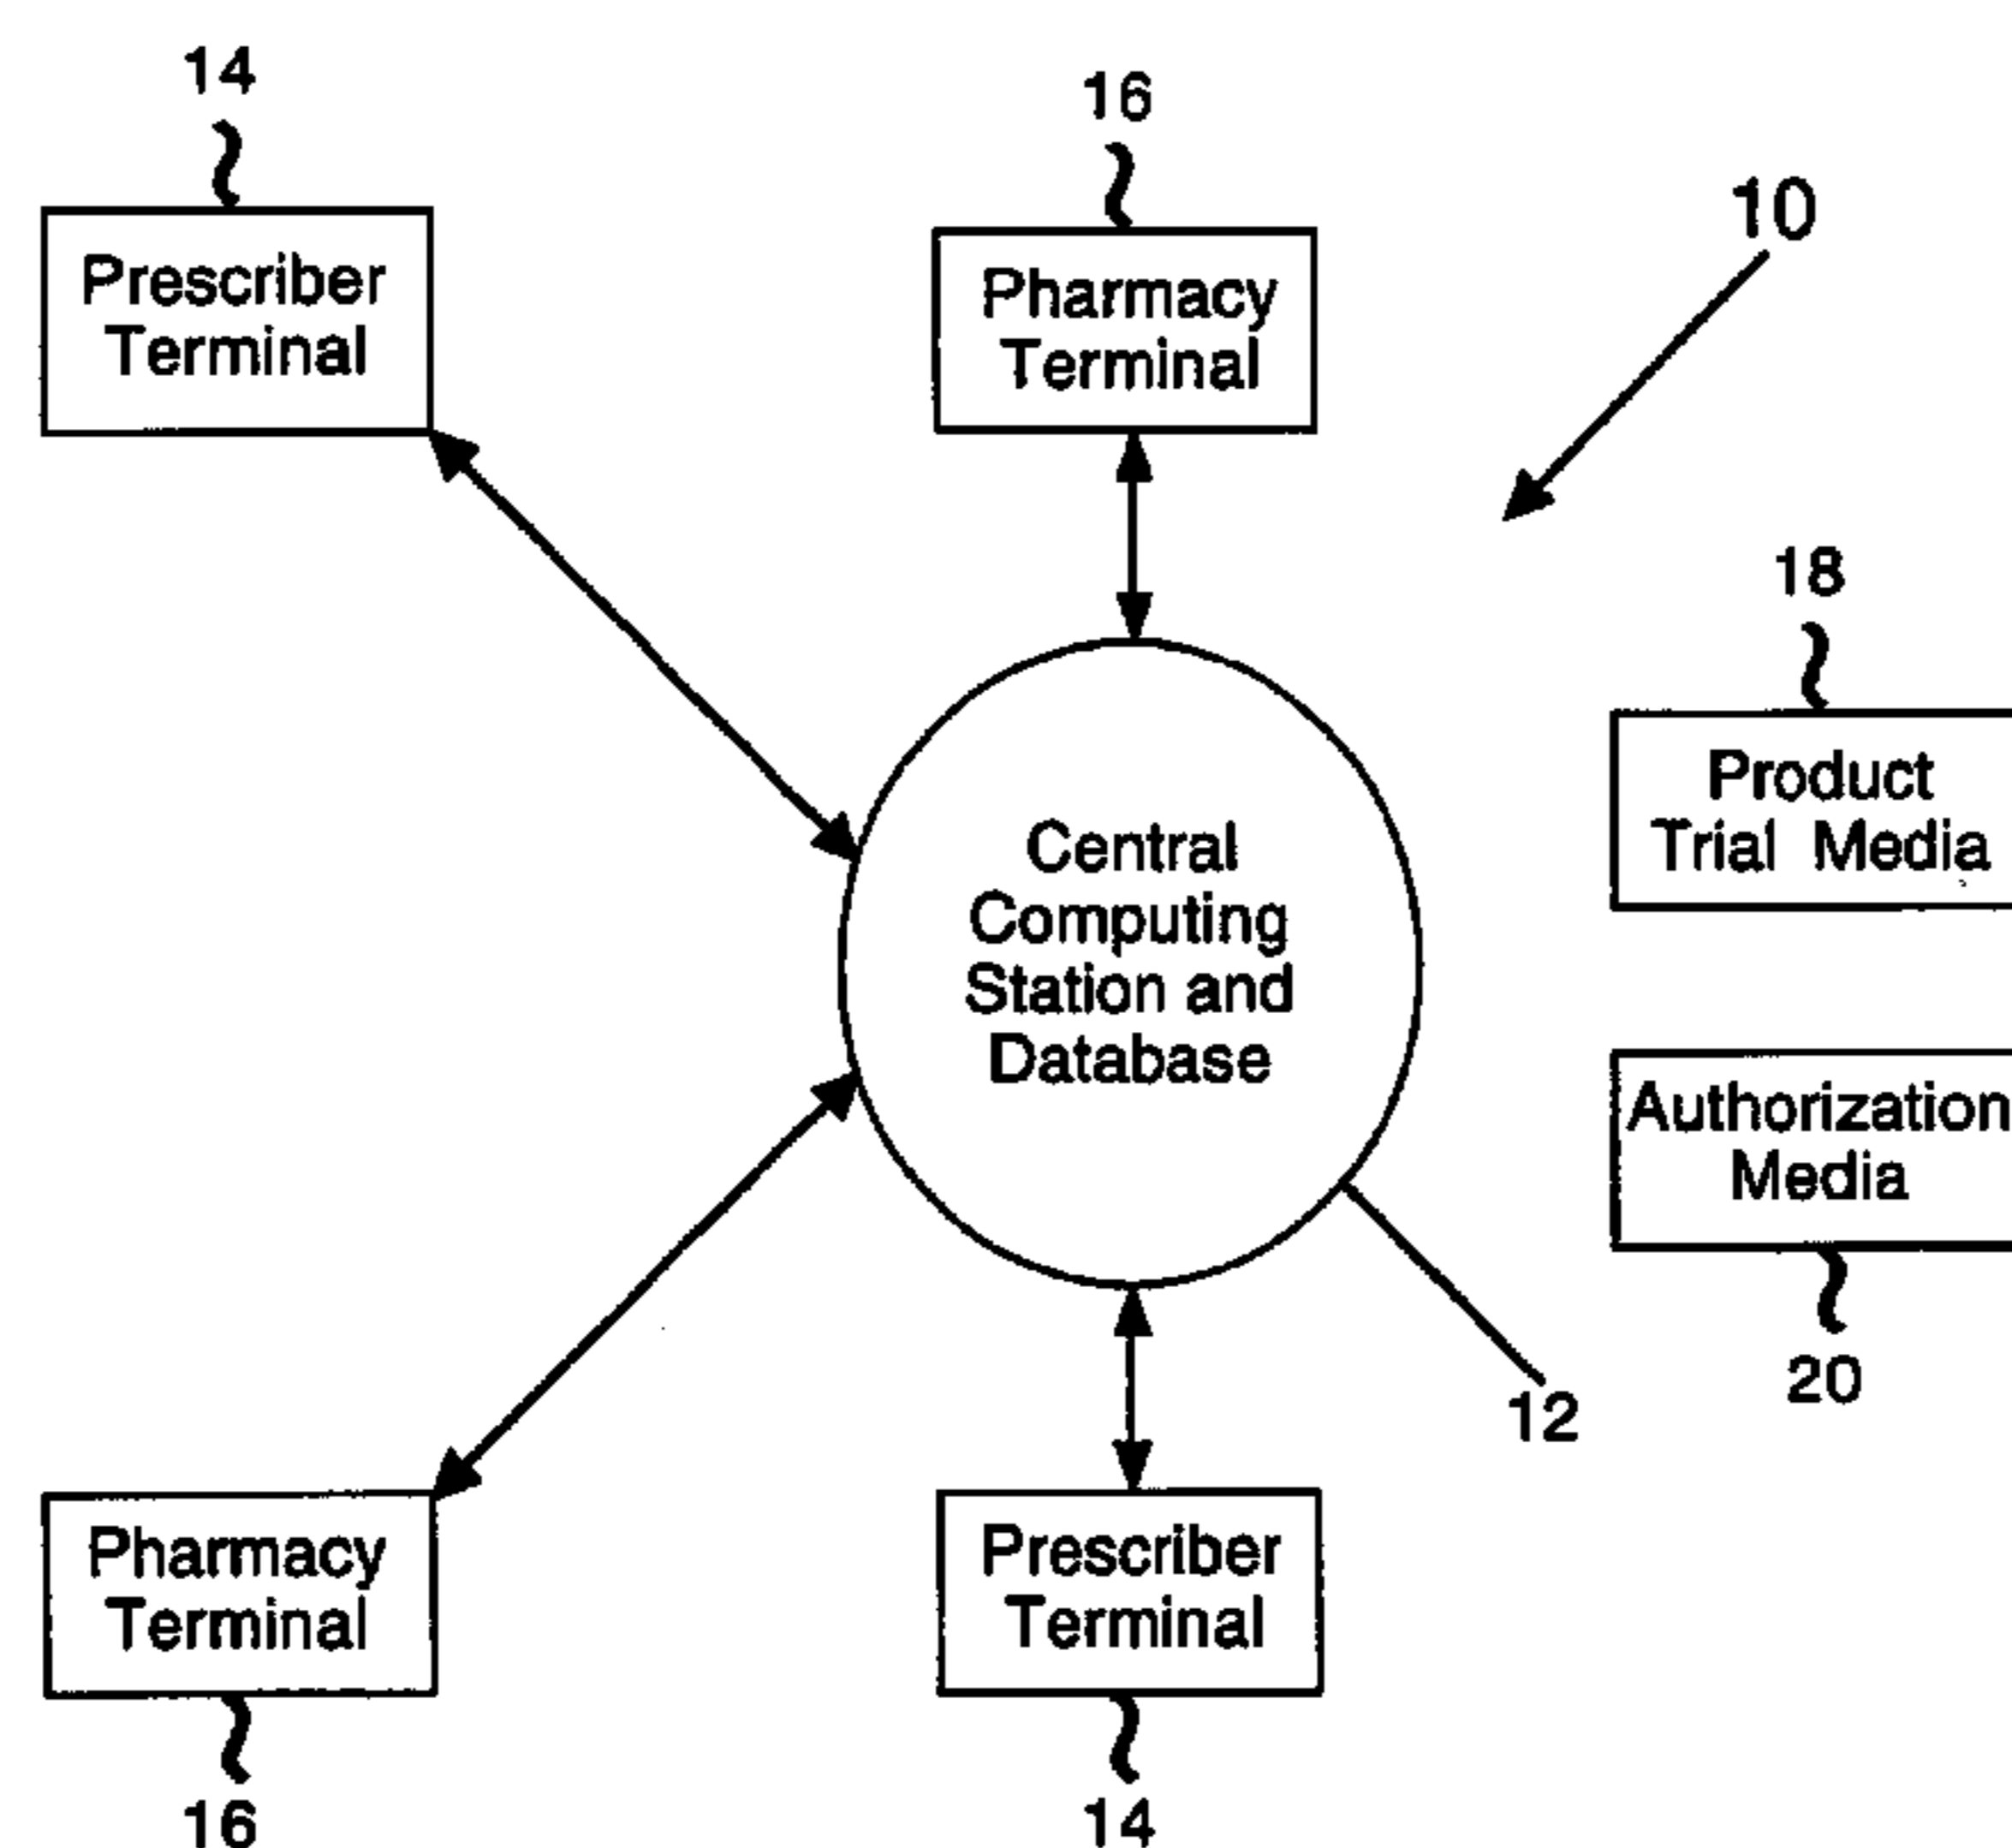 14
Prescriber
Terminal
16
Pharmacy
Terminal
10
18
Product
Trial Media
Central
Computing
Station and
Database
Authorization
Media
20
12
Pharmacy
Terminal
16
Prescriber
Terminal
14